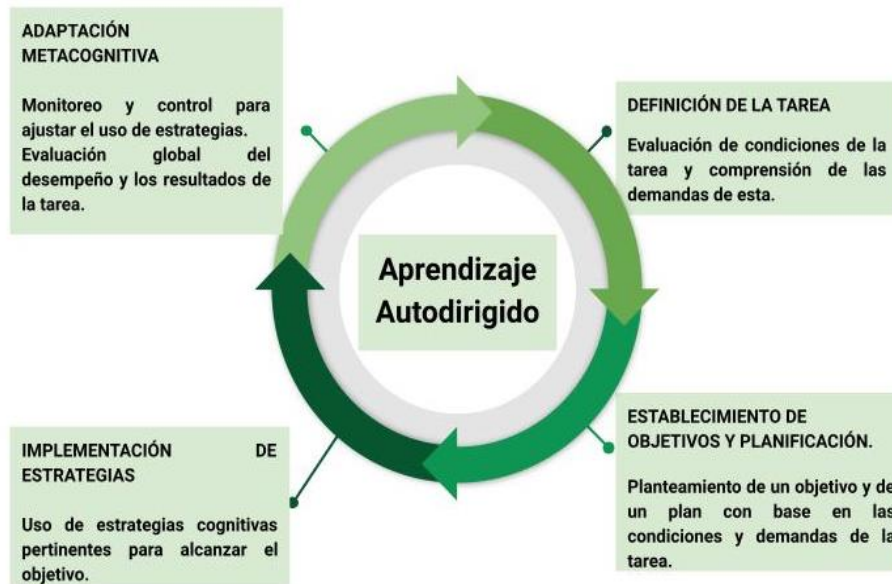 ADAPTACIÓN
METACOGNITIVA
Monitoreo y control para
ajustar el uso de estrategias.
Evaluación global del
desempeño y los resultados de
la tarea.
DEFINICIÓN DE LA TAREA
Evaluación de condiciones de la
tarea y comprensión de las
demandas de esta.
Aprendizaje
Autodirigido
IMPLEMENTACIÓN DE
ESTRATEGIAS
Uso de estrategias cognitivas
pertinentes para alcanzar el
objetivo.
ESTABLECIMIENTO DE
OBJETIVOS Y PLANIFICACIÓN.
Planteamiento de un objetivo y de
un plan con base en las
condiciones y demandas de la
tarea.